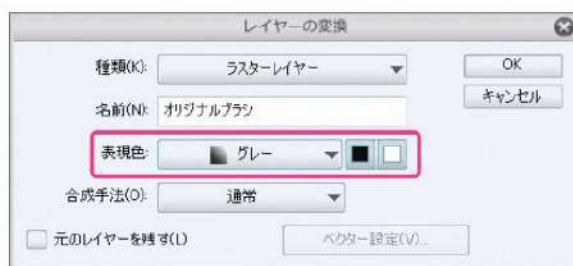 レイヤーの変換
種類(K): ラスターレイヤー OK
キャンセル
名前(N): オリジナルブラシ
表現色: グレー
合成手法(O): 通常
元のレイヤーを残す(L) ベクター設定(V)...